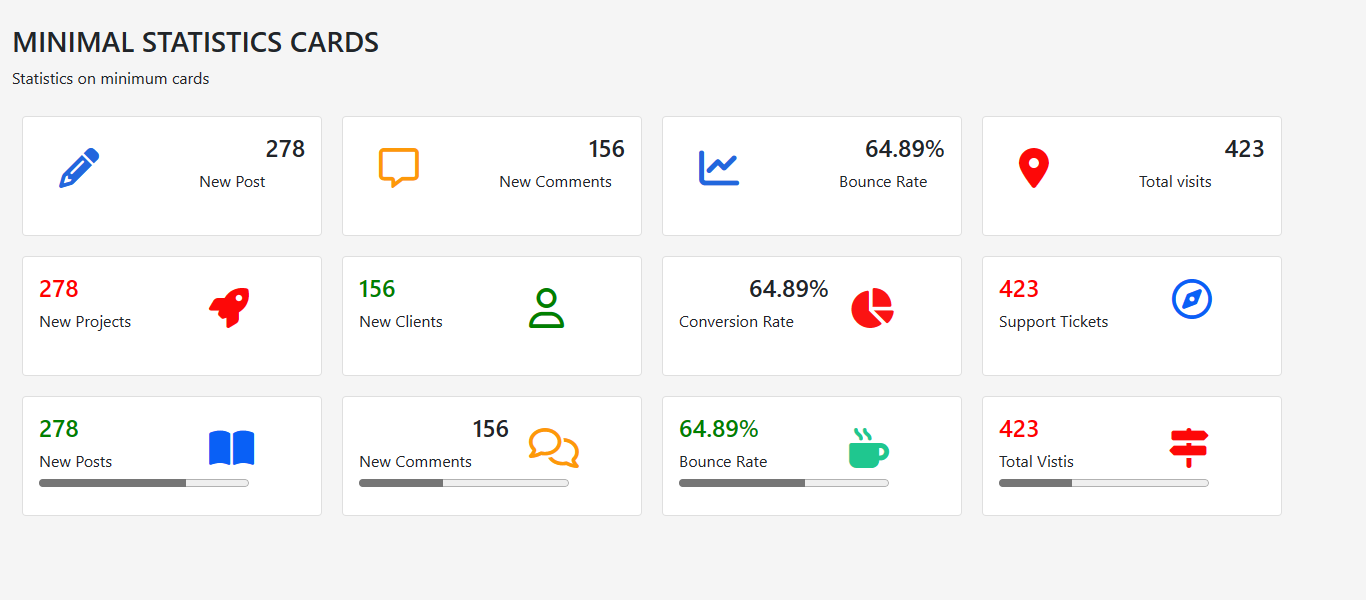 MINIMAL STATISTICS CARDS
Statistics on minimum cards
278
New Post
156
New Comments
64.89%
Bounce Rate
423
Total visits
278
New Projects
156
New Clients
64.89%
Conversion Rate
423
Support Tickets
278
New Posts
156
New Comments
64.89%
Bounce Rate
423
Total Vistis